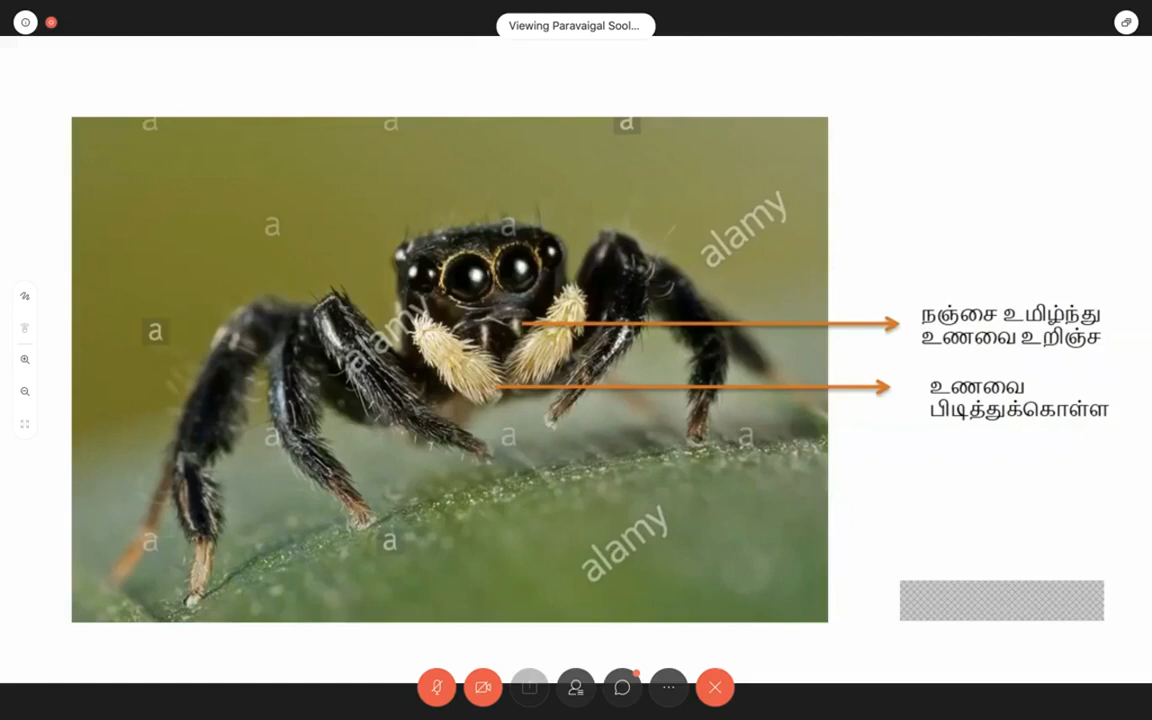 Viewing Paravaigal Sool...
a a a
a a
alamy
a
alamy
நஞ்சை உமிழ்ந்து
உணவை உறிஞ்ச
உணவை
பிடித்துக்கொள்ள
a a a
a a
alamy